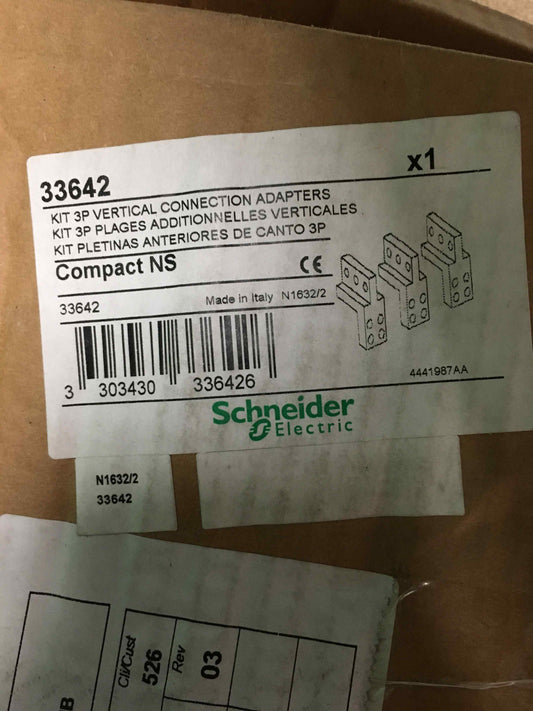 x1
33642
KIT 3P VERTICAL CONNECTION ADAPTERS
KIT 3P PLAGES ADDITIONNELLES VERTICALES
KIT PLETINAS ANTERIORES DE CANTO 3P
Compact NS CE
33642 Made in Italy N1632/2
3 303430 336426
4441987AA
Schneider
Electric
N1632/2
33642
Cli/Cust
526
Rev
03
B